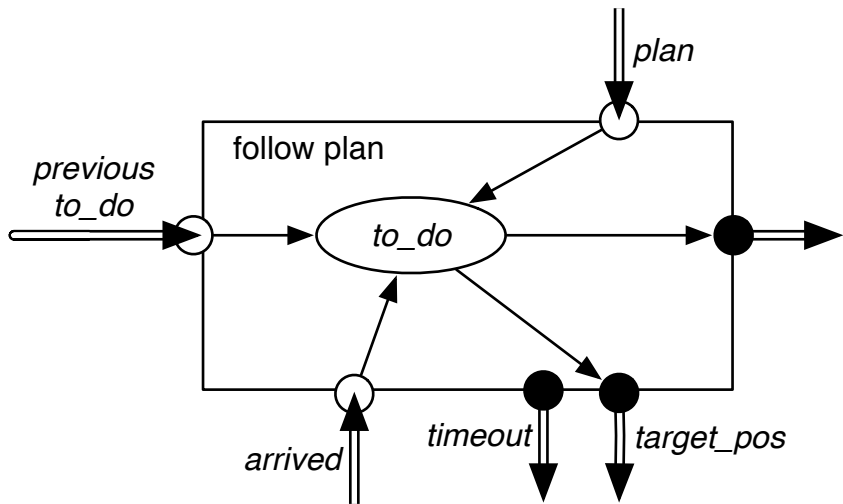 plan
follow plan
previous
to_do
to_do
timeout
target_pos
arrived